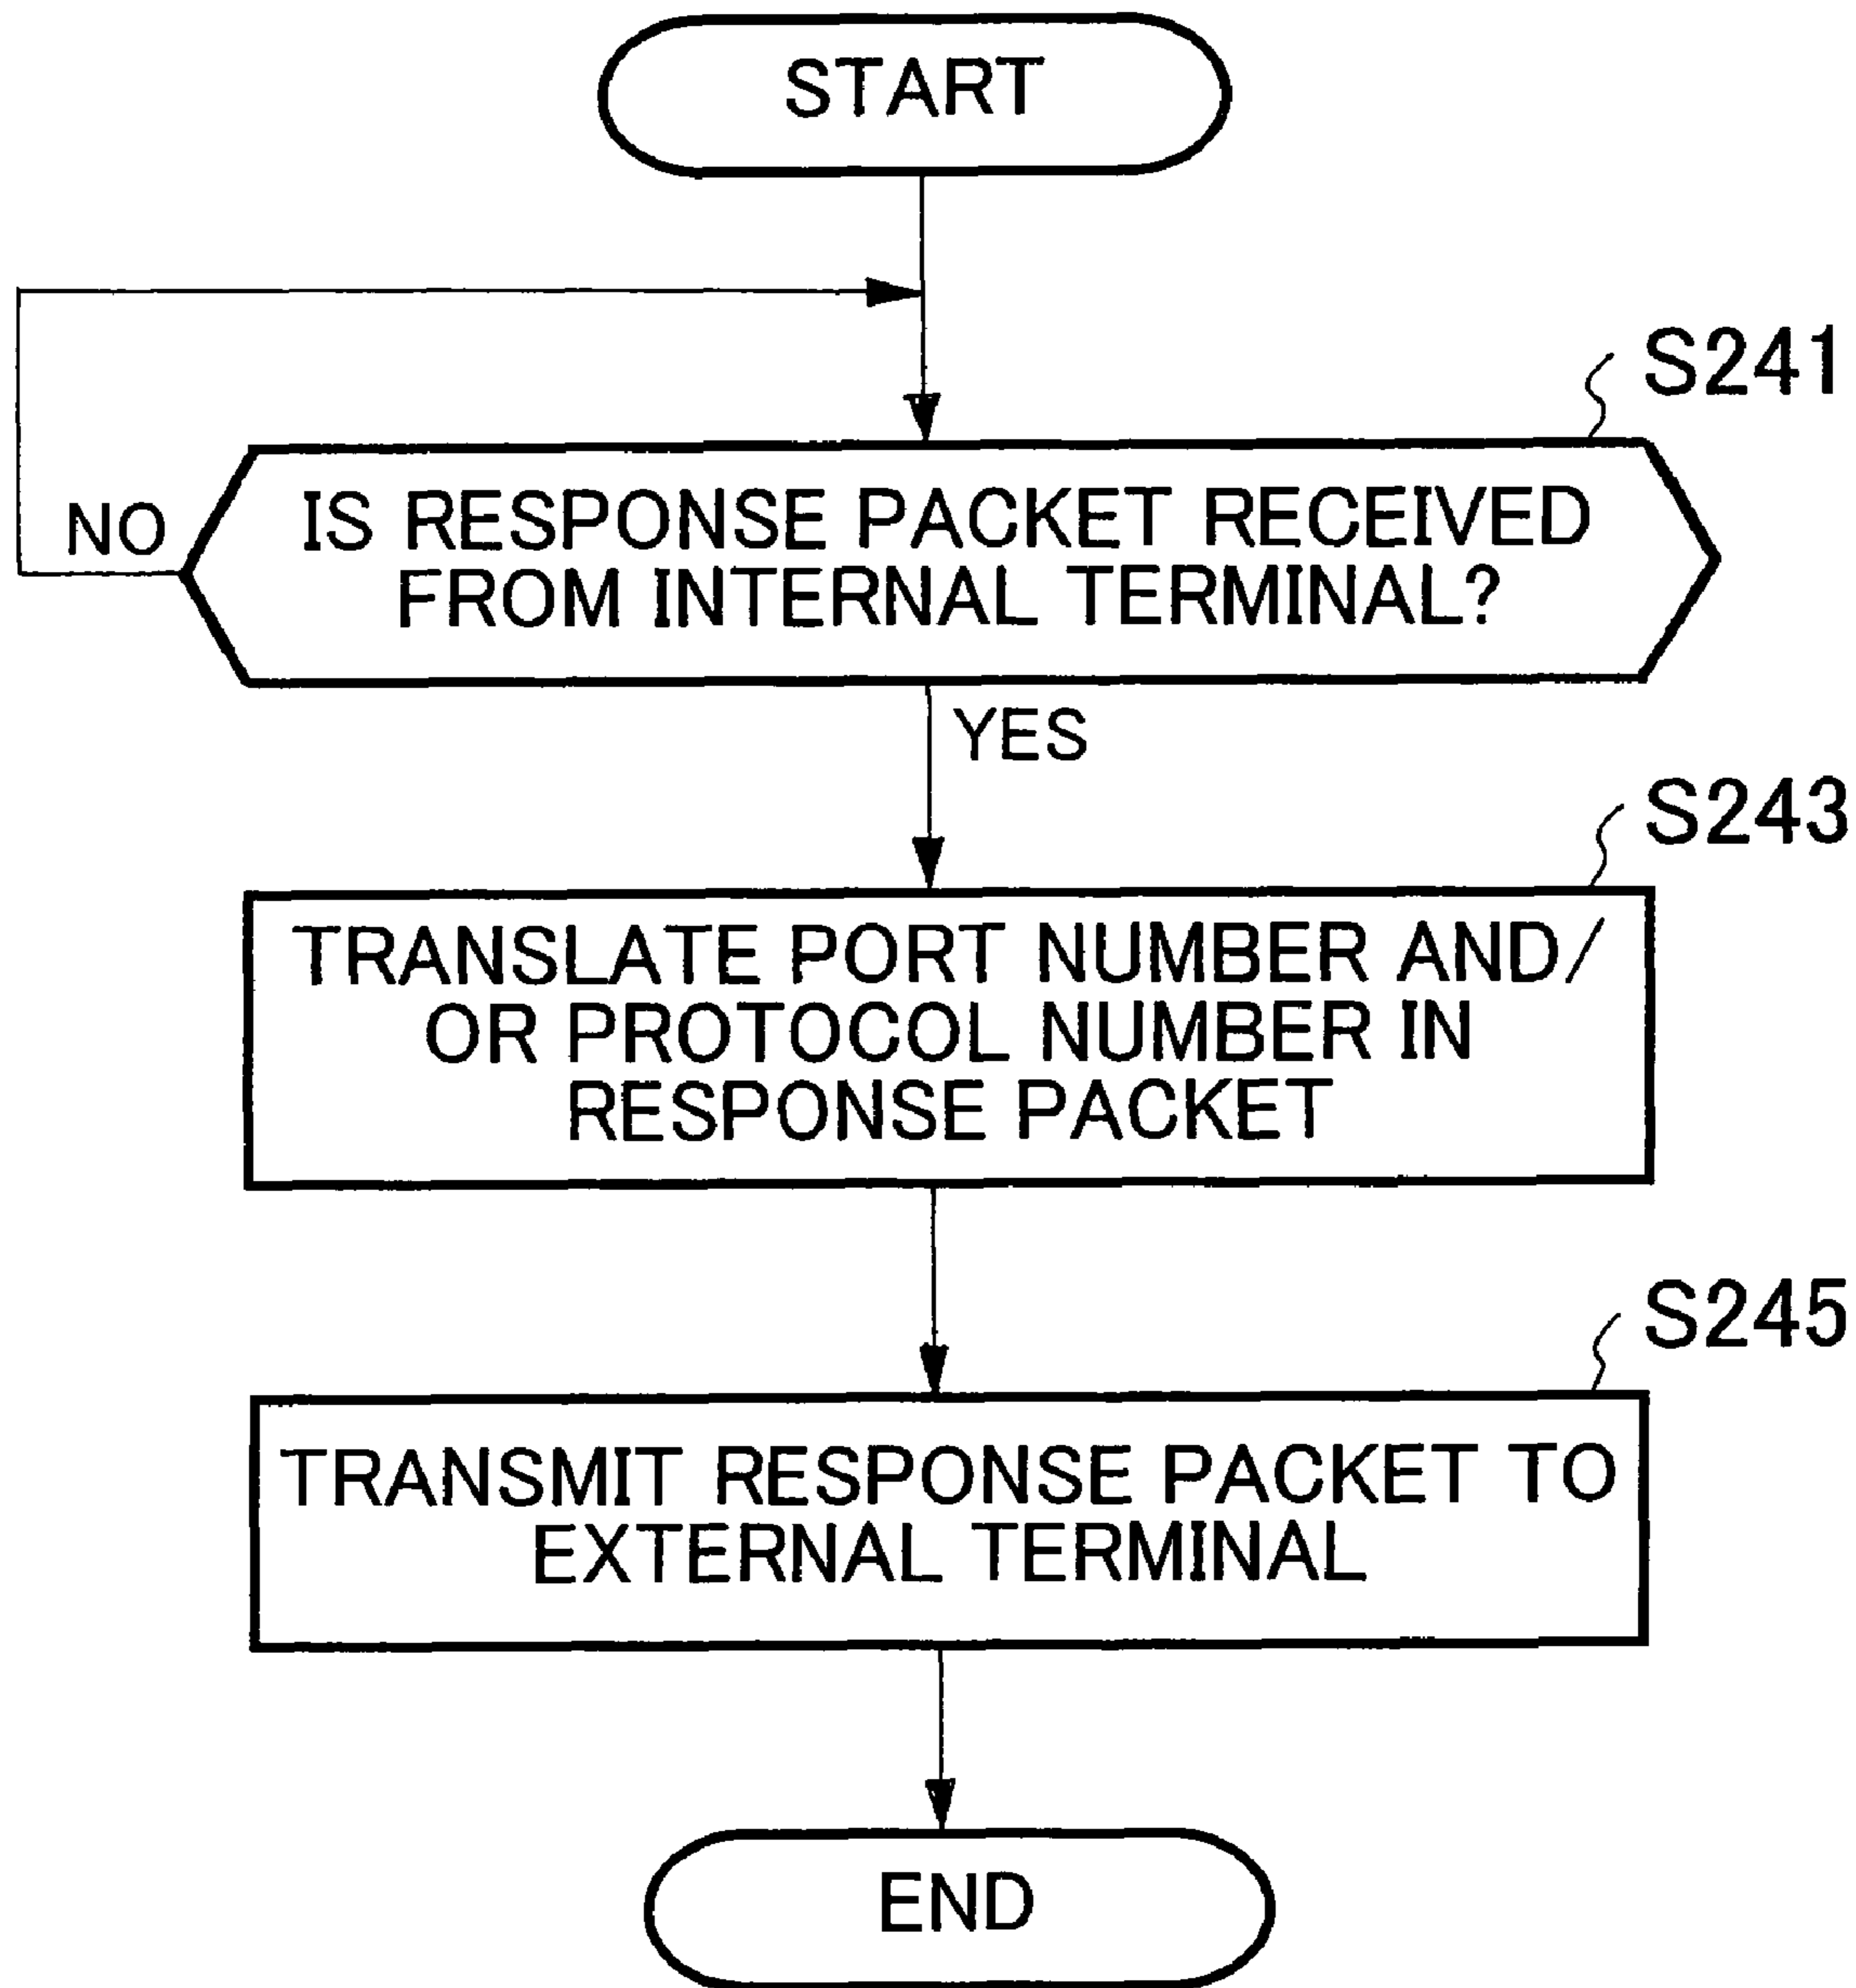 START
S241
IS RESPONSE PACKET RECEIVED
FROM INTERNAL TERMINAL?
NO
YES
S243
TRANSLATE PORT NUMBER AND/
OR PROTOCOL NUMBER IN
RESPONSE PACKET
S245
TRANSMIT RESPONSE PACKET TO
EXTERNAL TERMINAL
END